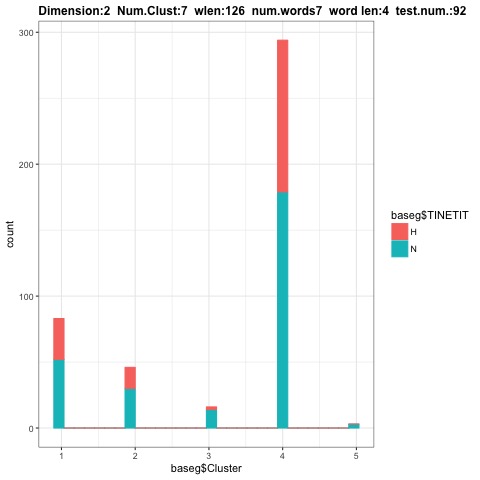 Dimension:2 Num.Clust:7 wlen:126 num.words7 word len:4 test.num.:92
300
200
100
0
count
1 2 3 4 5
baseg$Cluster
baseg$TINETIT
H
N